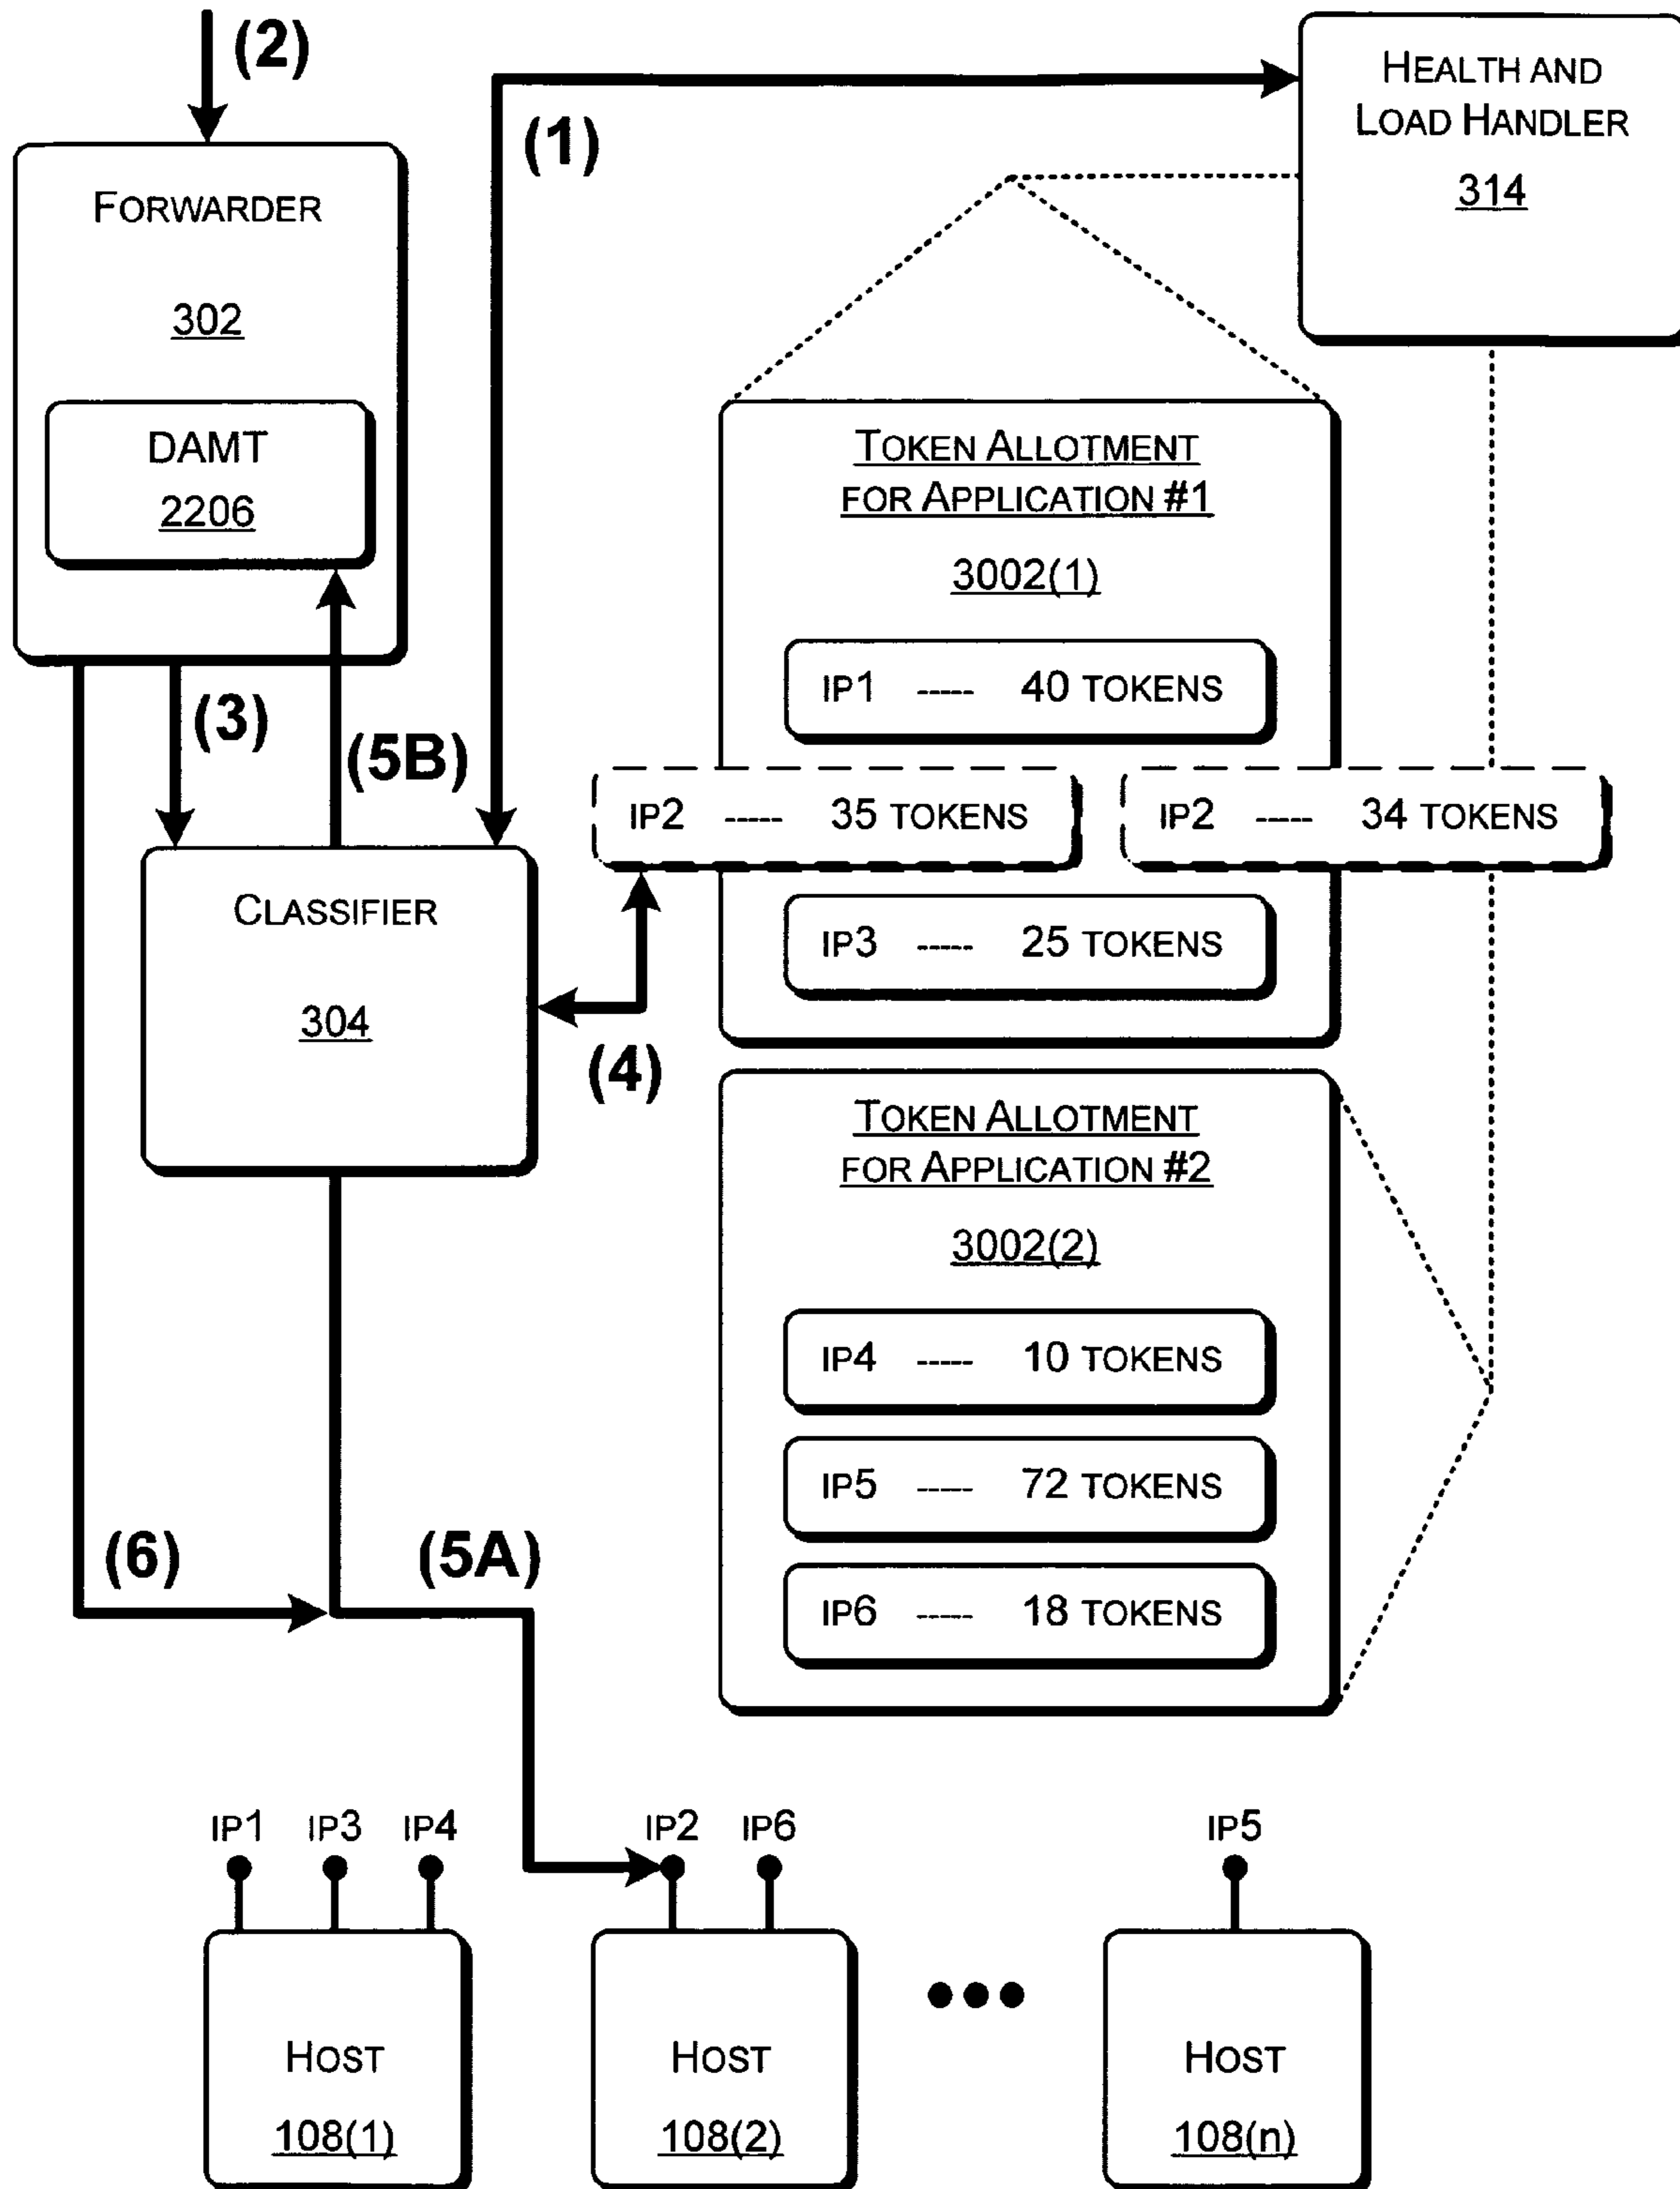 (2)
HEALTH AND
LOAD HANDLER
314
(1)
FORWARDER
302
DAMT
2206
(3)
(5B)
TOKEN ALLOTMENT
FOR APPLICATION #1
3002(1)
IP1 ----- 40 TOKENS
IP2 ----- 35 TOKENS
IP2 ----- 34 TOKENS
IP3 ----- 25 TOKENS
CLASSIFIER
304
(4)
TOKEN ALLOTMENT
FOR APPLICATION #2
3002(2)
IP4 ----- 10 TOKENS
IP5 ----- 72 TOKENS
IP6 ----- 18 TOKENS
(6)
(5A)
IP1 IP3 IP4
IP2 IP6
IP5
HOST
108(1)
HOST
108(2)
HOST
108(n)